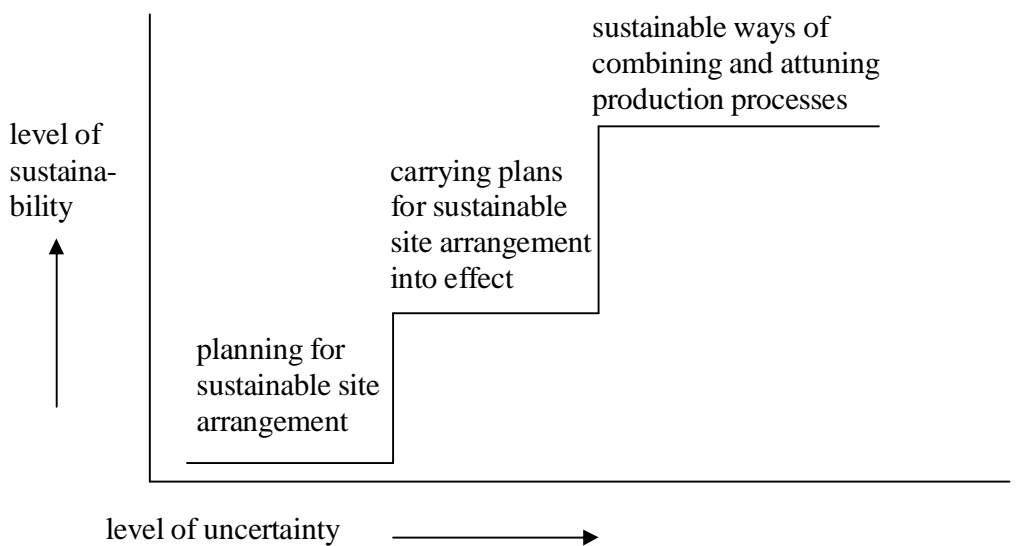 sustainable ways of
combining and attuning
production processes
level of
sustaina-
bility
carrying plans
for sustainable
site arrangement
into effect
planning for
sustainable site
arrangement
level of uncertainty